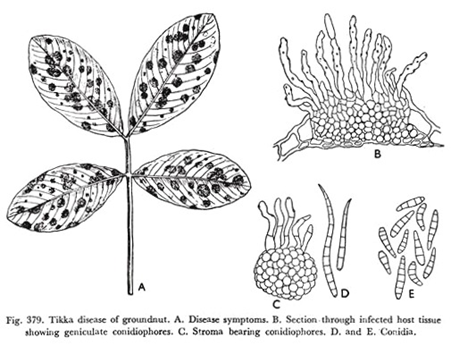 B
A
C
D
E
Fig. 379. Tikka disease of groundnut. A. Disease symptoms. B. Section through infected host tissue
showing geniculate conidiophores. C. Stroma bearing conidiophores. D. and E. Conidia.